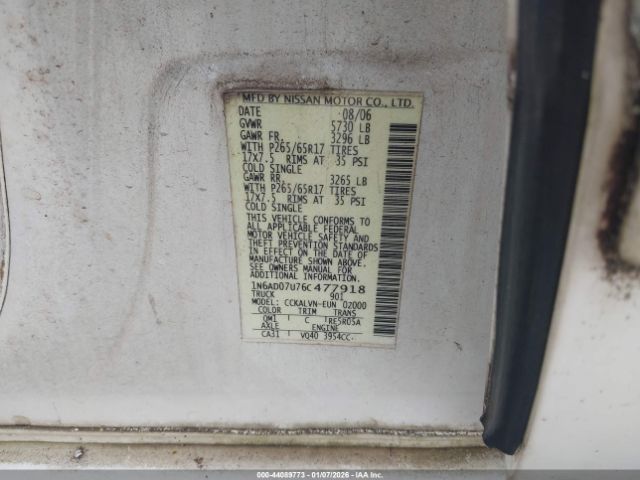 MFD BY NISSAN MOTOR CO., LTD.
DATE 08/06
GVWR 5730 LB
GAWR FR. 3296 LB
WITH P265/65R17 TIRES
17X7.5 RIMS AT 35 PSI
COLD SINGLE
GAWR RR. 3265 LB
WITH P265/65R17 TIRES
17X7.5 RIMS AT 35 PSI
COLD SINGLE
THIS VEHICLE CONFORMS TO
ALL APPLICABLE FEDERAL
MOTOR VEHICLE SAFETY AND
THEFT PREVENTION STANDARDS
IN EFFECT ON THE DATE OF
MANUFACTURE SHOWN ABOVE.
SEE OWNERS MANUAL FOR
ADDITIONAL INFORMATION.
1N6AD07U76C477918
TRUCK 901
MODEL: CCKALVN-EUN 02000
COLOR TRIM TRANS
QM1 C RE5R05A
AXLE ENGINE
CA31 VQ40 3954CC
000-44089773 - 01/07/2026 - IAA Inc.